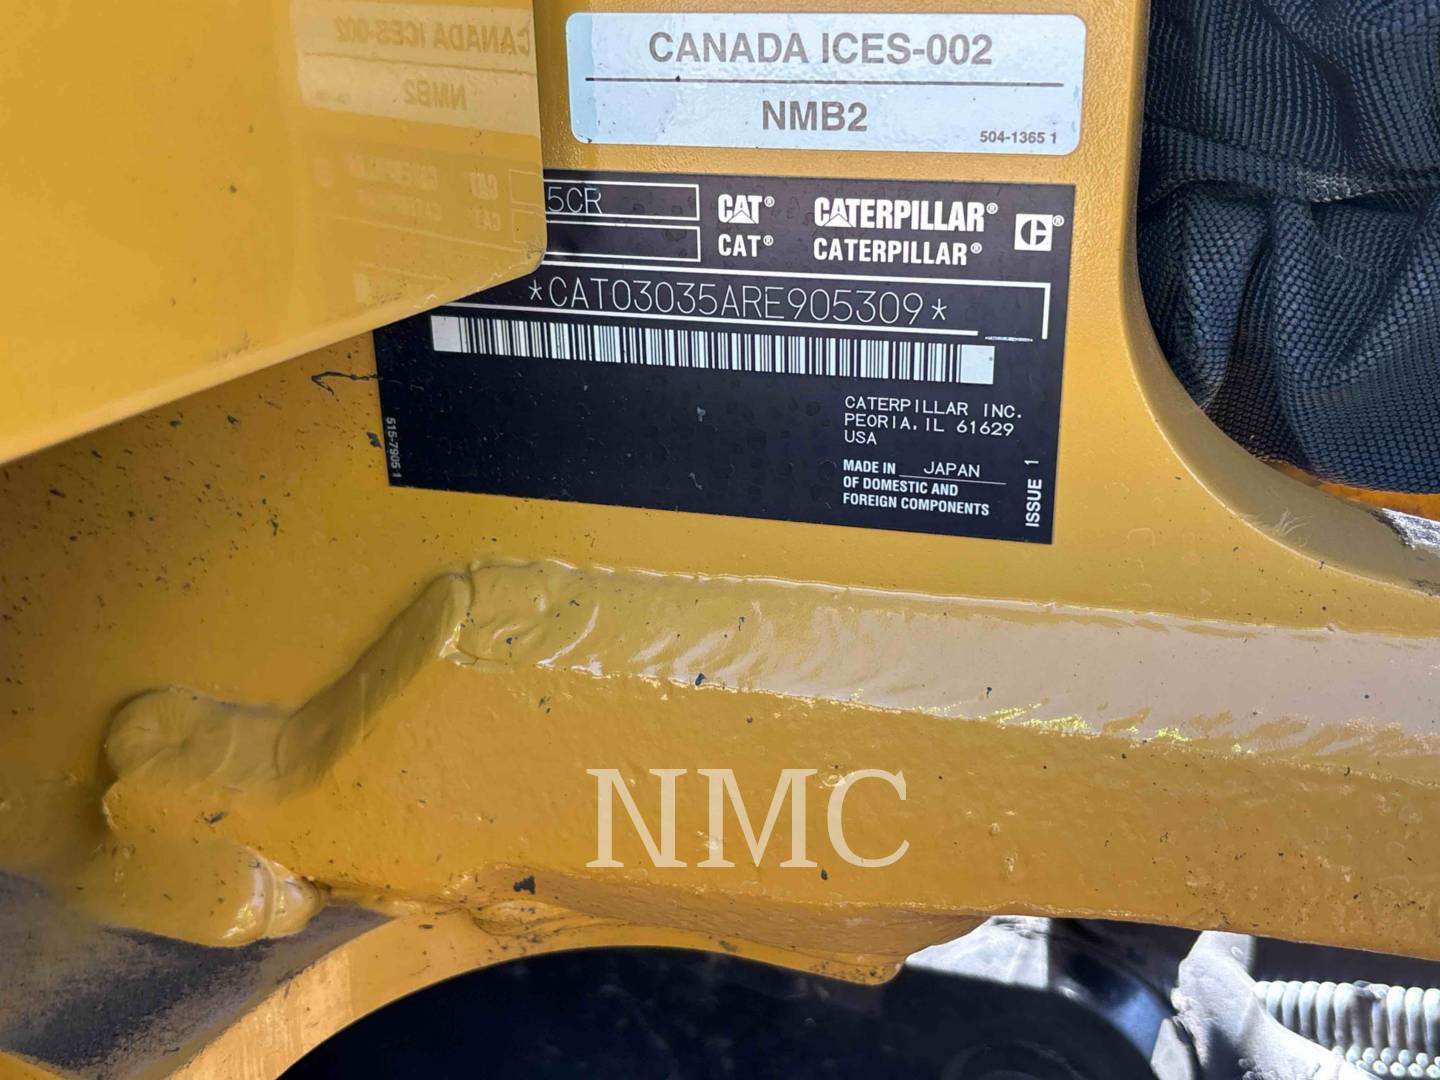 CANADA ICES-002
NMB2
504-1365 1
5CR
CAT® CATERPILLAR® ®
CAT® CATERPILLAR®
*CAT03035ARE905309*
CATERPILLAR INC.
PEORIA, IL 61629
USA
MADE IN JAPAN
OF DOMESTIC AND
FOREIGN COMPONENTS
ISSUE 1
515-7905 1
NMC